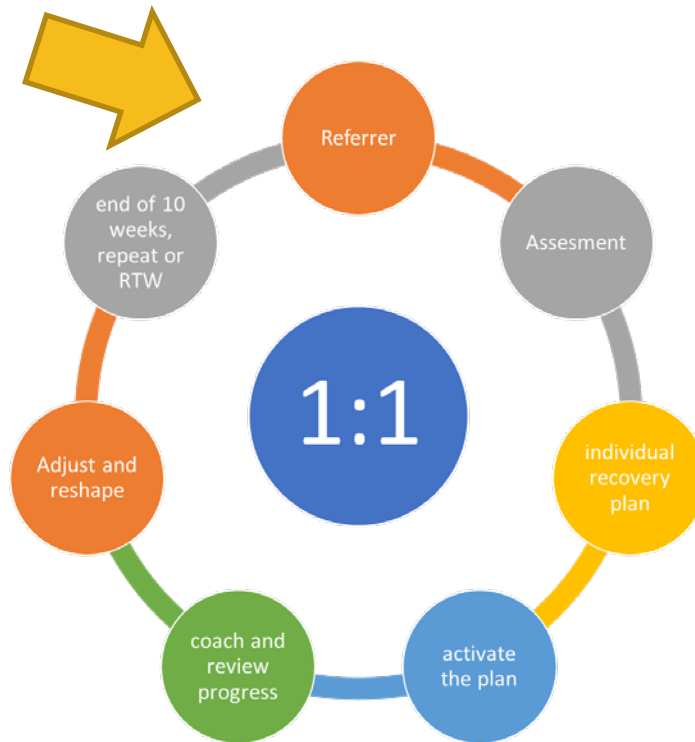 Referrer
Assesment
individual
recovery
plan
activate
the plan
coach and
review
progress
Adjust and
reshape
end of 10
weeks,
repeat or
RTW
1:1